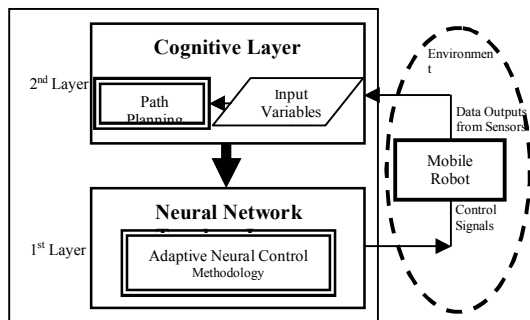 Cognitive Layer
2nd Layer
Path
Planning
Input
Variables
Environmen
t
Data Outputs
from Sensors
Mobile
Robot
Control
Signals
Neural Network
1st Layer
Adaptive Neural Control
Methodology